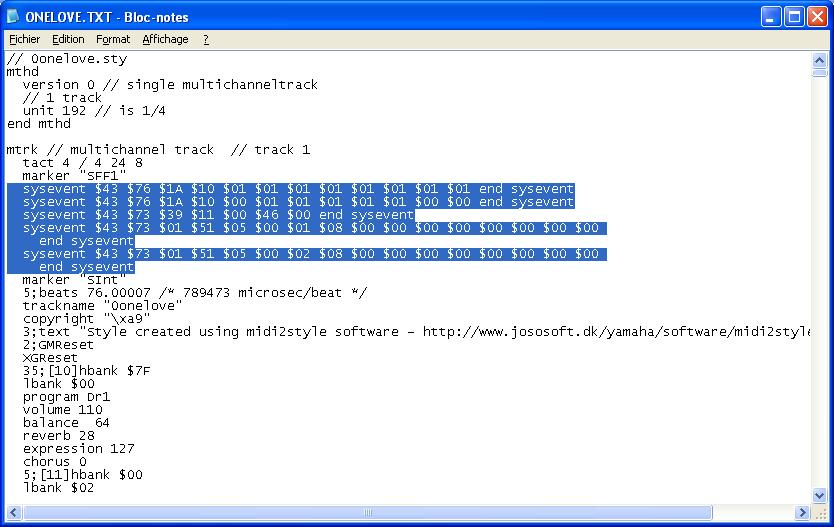 ONELOVE.TXT - Bloc-notes
Fichier Edition Format Affichage ?
// Oonelove.sty
mthd
version 0 // single multichanneltrack
// 1 track
unit 192 // is 1/4
end mthd
mtrk // multichannel track // track 1
tact 4 / 4 24 8
marker "SFF1"
sysevent $43 $76 $1A $10 $01 $01 $01 $01 $01 $01 $01 $01 end sysevent
sysevent $43 $76 $1A $10 $00 $01 $01 $01 $01 $01 $00 $00 end sysevent
sysevent $43 $73 $39 $11 $00 $46 $00 end sysevent
sysevent $43 $73 $01 $51 $05 $00 $01 $08 $00 $00 $00 $00 $00 $00 $00 $00
end sysevent
sysevent $43 $73 $01 $51 $05 $00 $02 $08 $00 $00 $00 $00 $00 $00 $00 $00
end sysevent
marker "SInt"
5;beats 76.00007 /* 789473 microsec/beat */
trackname "Oonelove"
copyright "\xa9"
3;text "Style created using midi2style software - http://www.jososoft.dk/yamaha/software/midi2style
2;GMReset
XGReset
35;[10]hbank $7F
lbank $00
program Dr1
volume 110
balance 64
reverb 28
expression 127
chorus 0
5;[11]hbank $00
lbank $02